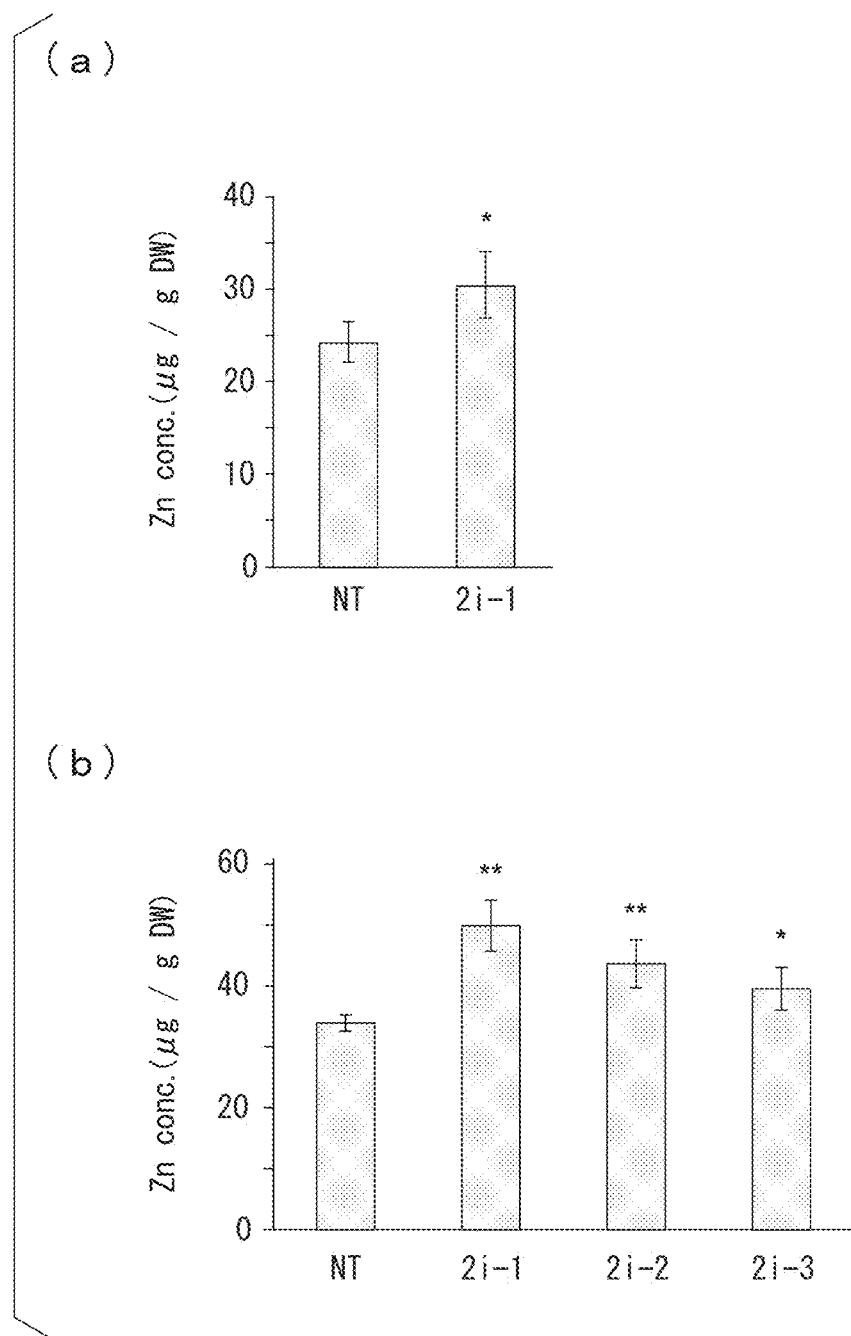 (a)
Zn conc.(μg / g DW)
40
30
20
10
0
*
NT 2i-1
(b)
Zn conc.(μg / g DW)
60
40
20
0
** ** *
NT 2i-1 2i-2 2i-3